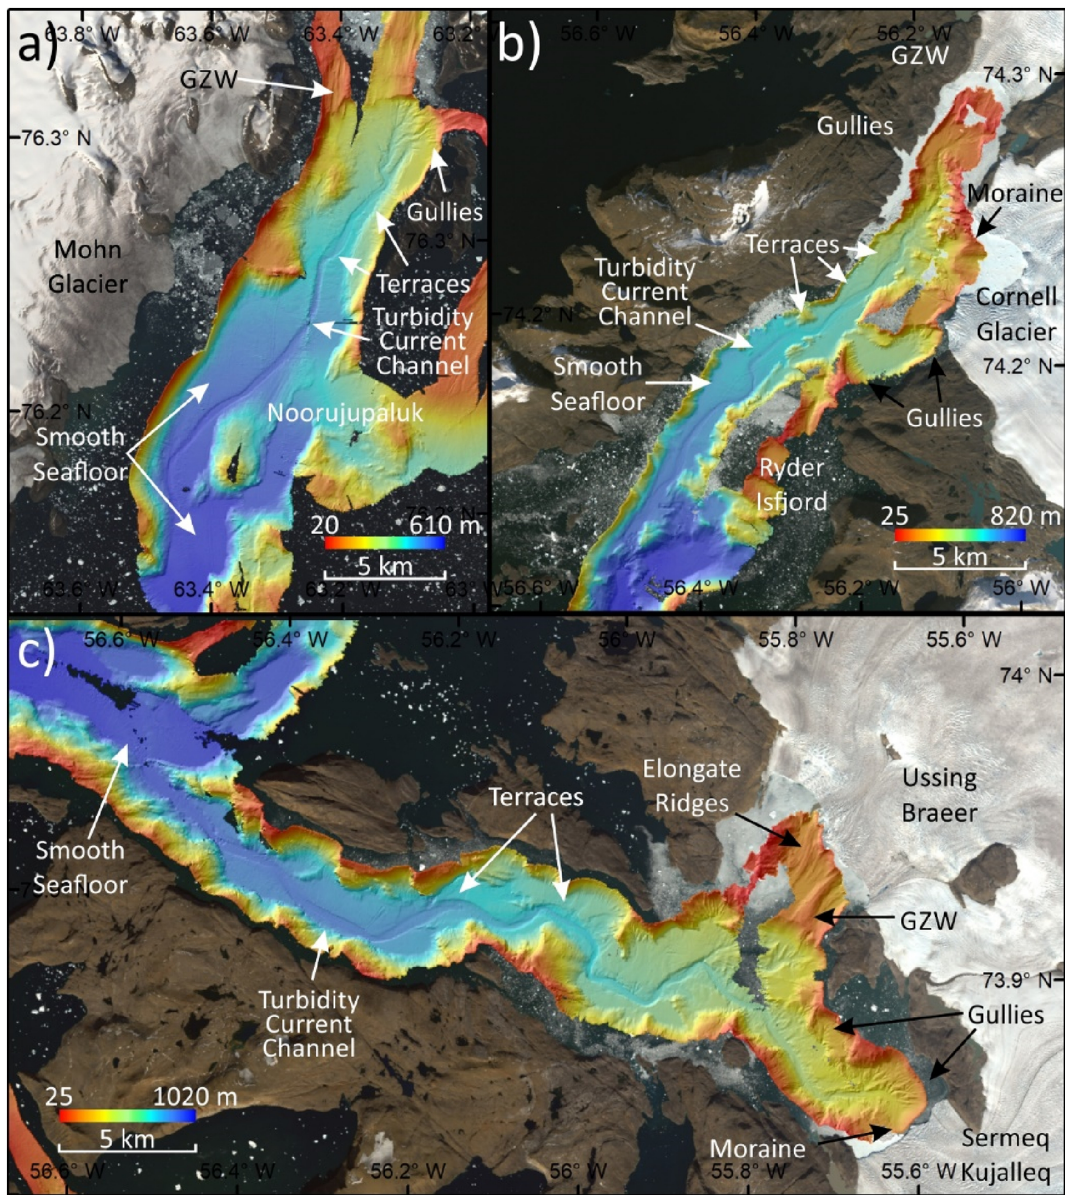 a)
63.8° W
63.6° W
63.4° W
63.2° W
GZW
76.3° N
Gullies
76.3° N
Mohn
Glacier
Terraces
Turbidity
Current
Channel
76.2° N
Noorujupaluk
Smooth
Seafloor
20
610 m
5 km
63.6° W
63.4° W
63.2° W
63° W
b)
56.6° W
56.4° W
56.2° W
GZW
74.3° N
Gullies
Moraine
Terraces
Turbidity
Current
Channel
74.2° N
Cornell
Glacier
Smooth
Seafloor
74.2° N
Gullies
Ryder
Isfjord
25
820 m
5 km
56.4° W
56.2° W
56° W
c)
56.6° W
56.4° W
56.2° W
56° W
55.8° W
55.6° W
74° N
Elongate
Ridges
Ussing
Braeer
Terraces
Smooth
Seafloor
GZW
73.9° N
Turbidity
Current
Channel
Gullies
25
1020 m
5 km
Moraine
Sermeq
Kujalleq
56.6° W
56.4° W
56.2° W
56° W
55.8° W
55.6° W